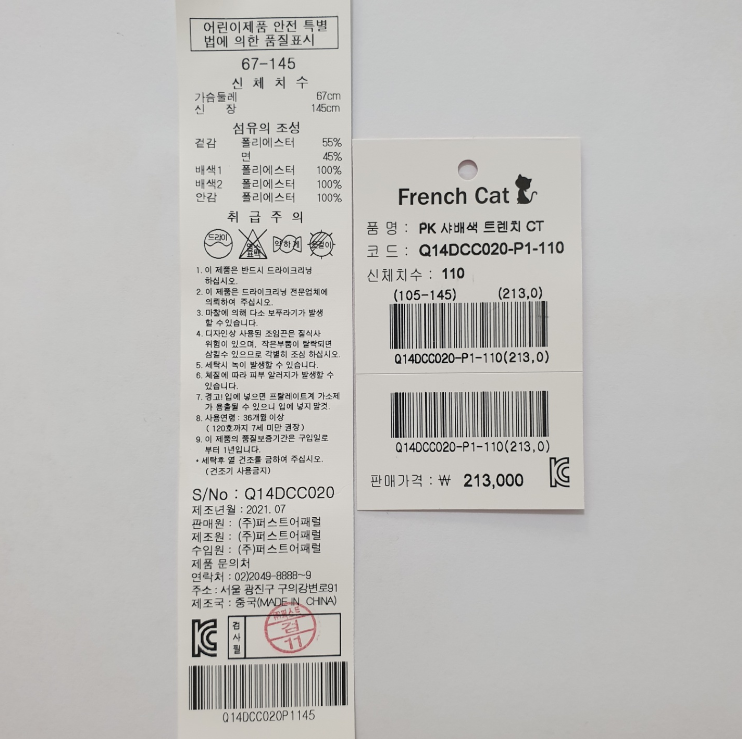 어린이제품 안전 특별
법에 의한 품질표시
67-145
신 체 치 수
가슴둘레 67cm
신 장 145cm
섬유의 조성
겉감 폴리에스터 55%
면 45%
배색1 폴리에스터 100%
배색2 폴리에스터 100%
안감 폴리에스터 100%
취 급 주 의
드라이 약하게
1. 이 제품은 반드시 드라이크리닝
하십시오.
2. 이 제품은 드라이크리닝 전문업체에
의뢰하여 주십시오.
3. 마찰에 의해 다소 보푸라기가 발생
할 수 있습니다.
4. 디자인상 사용된 조임끈은 질식사
위험이 있으며, 작은부품이 탈락되면
삼킬수 있으므로 각별히 조심 하십시오.
5. 세탁시 녹이 발생할 수 있습니다.
6. 체질에 따라 피부 알러지가 발생할 수
있습니다.
7. 경고! 입에 넣으면 프탈레이트계 가소제
가 용출될 수 있으니 입에 넣지 말것.
8. 사용연령 : 36개월 이상
( 120호까지 7세 미만 권장 )
9. 이 제품의 품질보증기간은 구입일로
부터 1년입니다.
* 세탁후 열 건조를 금하여 주십시오.
(건조기 사용금지)
S/No : Q14DCC020
제조년월 : 2021. 07
판매원 : (주)퍼스트어패럴
제조원 : (주)퍼스트어패럴
수입원 : (주)퍼스트어패럴
제품 문의처
연락처 : 02)2049-8888~9
주소 : 서울 광진구 구의강변로91
제조국 : 중국(MADE IN CHINA)
검사필
검
11
Q14DCC020P1145
French Cat
품 명 : PK 샤배색 트렌치 CT
코 드 : Q14DCC020-P1-110
신체치수 : 110
(105-145) (213,0)
Q14DCC020-P1-110(213,0)
Q14DCC020-P1-110(213,0)
판매가격 : ₩ 213,000